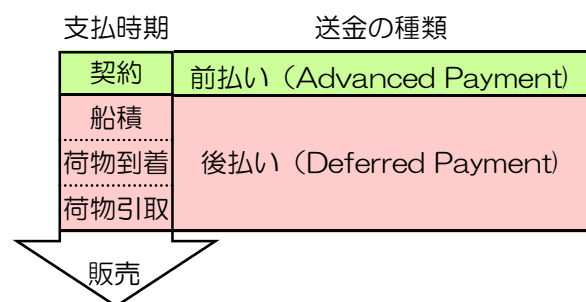 支払時期 送金の種類
契約 前払い（Advanced Payment)
船積
荷物到着 後払い（Deferred Payment)
荷物引取
販売